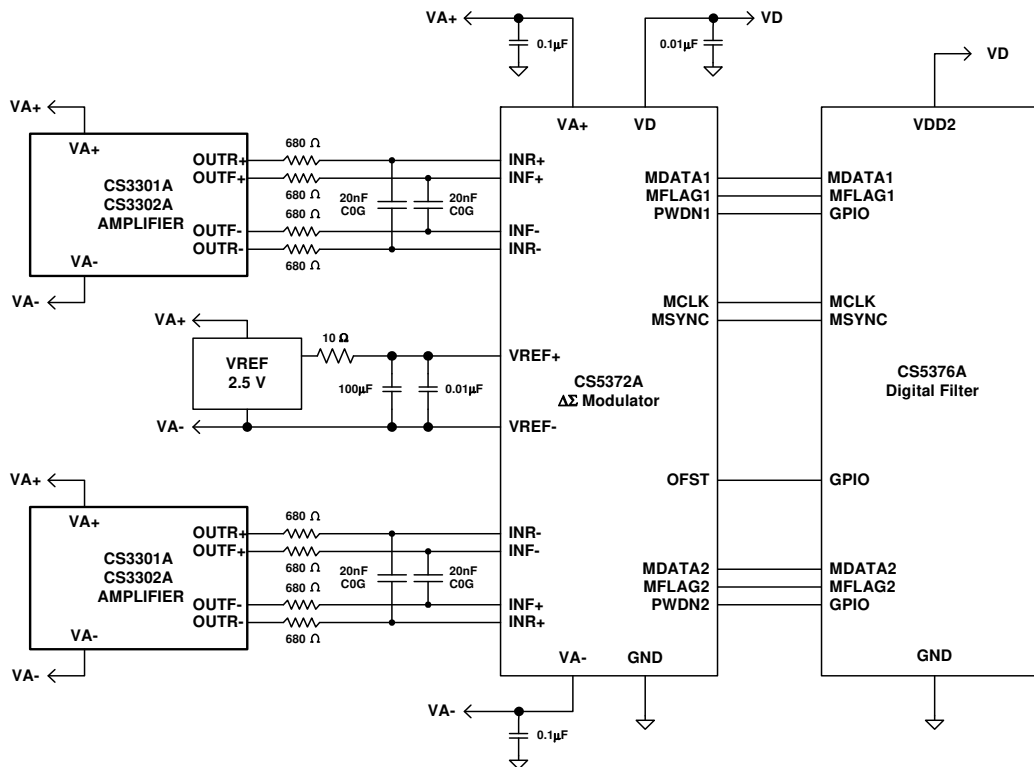 VA+
0.1µF
0.01µF
VD
VD
VA+
VA+
CS3301A
CS3302A
AMPLIFIER
VA-
VA-
OUTR+
OUTF+
OUTF-
OUTR-
680 Ω
680 Ω
680 Ω
680 Ω
20nF
C0G
20nF
C0G
VA+
VD
INR+
INF+
INF-
INR-
MDATA1
MFLAG1
PWDN1
VDD2
MDATA1
MFLAG1
GPIO
MCLK
MSYNC
MCLK
MSYNC
VA+
VREF
2.5 V
VA-
10 Ω
100µF
0.01µF
VREF+
VREF-
CS5372A
ΔΣ Modulator
CS5376A
Digital Filter
OFST
GPIO
VA+
VA+
CS3301A
CS3302A
AMPLIFIER
VA-
VA-
OUTR+
OUTF+
OUTF-
OUTR-
680 Ω
680 Ω
680 Ω
680 Ω
20nF
C0G
20nF
C0G
INR-
INF-
INF+
INR+
MDATA2
MFLAG2
PWDN2
MDATA2
MFLAG2
GPIO
VA-
GND
GND
VA-
0.1µF